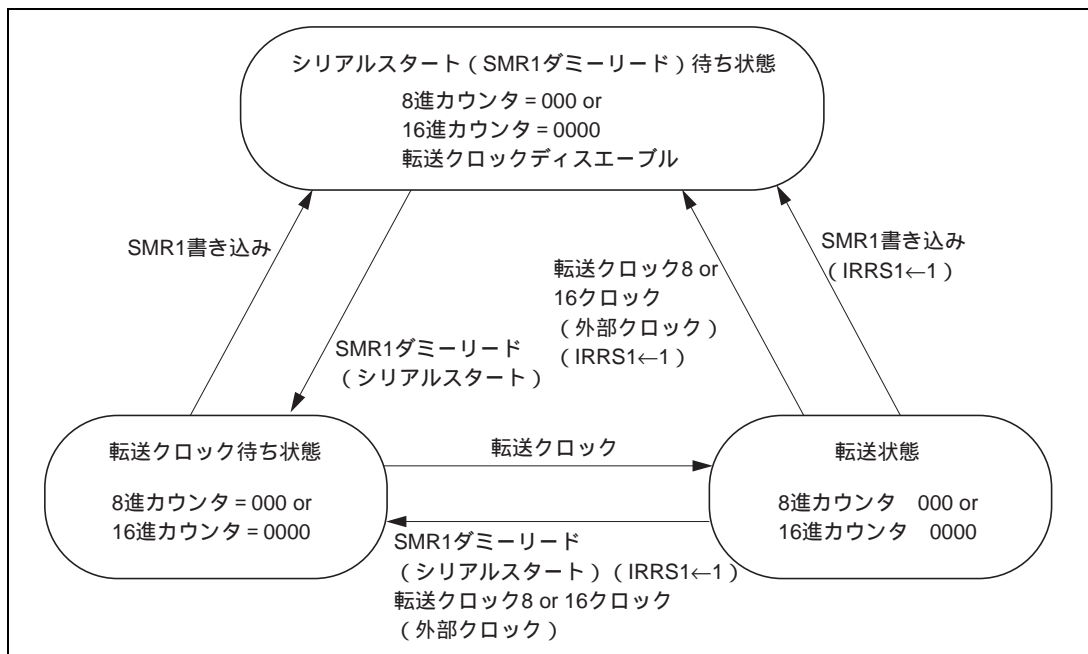 シリアルスタート（SMR1ダミーリード）待ち状態
8進カウンタ = 000 or
16進カウンタ = 0000
転送クロックディスエーブル
SMR1書き込み
SMR1ダミーリード
（シリアルスタート）
転送クロック8 or
16クロック
（外部クロック）
（IRRS1←1）
SMR1書き込み
（IRRS1←1）
転送クロック待ち状態
8進カウンタ = 000 or
16進カウンタ = 0000
転送クロック
転送状態
8進カウンタ　000 or
16進カウンタ　0000
SMR1ダミーリード
（シリアルスタート）（IRRS1←1）
転送クロック8 or 16クロック
（外部クロック）